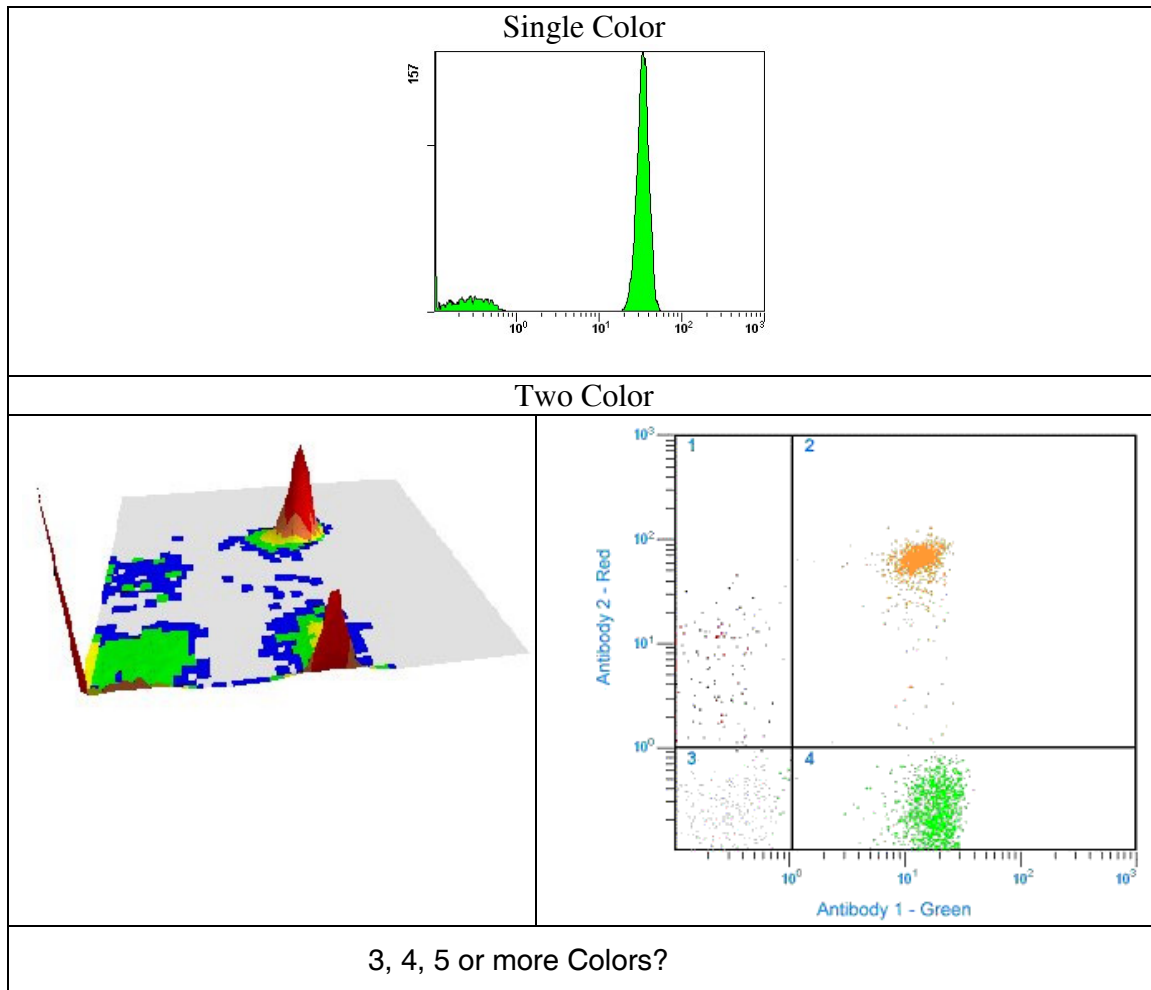 Single Color
157
10⁰ 10¹ 10² 10³
Two Color
10³
1 2
10²
Antibody 2 - Red
10¹
10⁰
3 4
10⁰ 10¹ 10² 10³
Antibody 1 - Green
3, 4, 5 or more Colors?